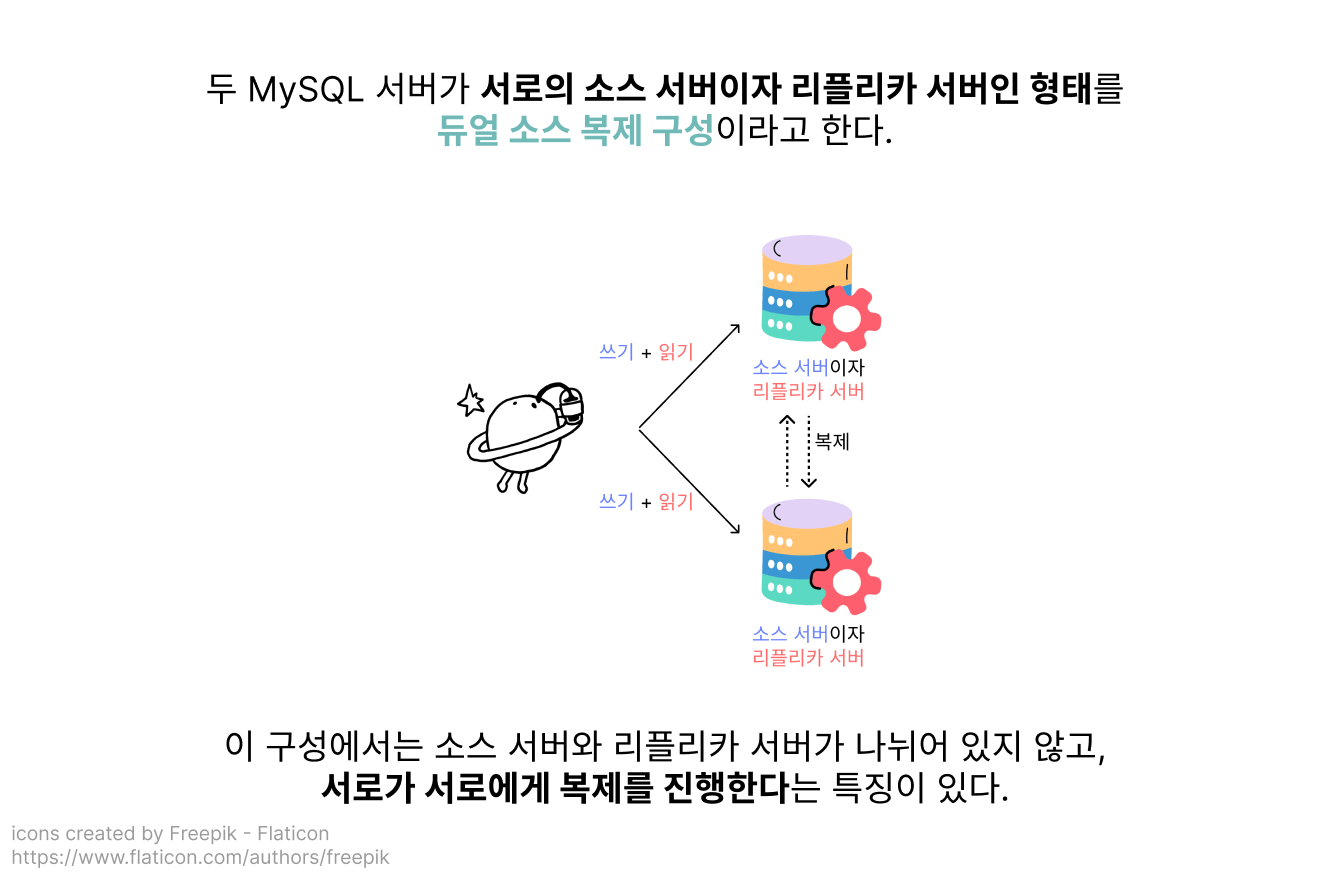 두 MySQL 서버가 서로의 소스 서버이자 리플리카 서버인 형태를
듀얼 소스 복제 구성이라고 한다.
쓰기 + 읽기
소스 서버이자
리플리카 서버
복제
쓰기 + 읽기
소스 서버이자
리플리카 서버
이 구성에서는 소스 서버와 리플리카 서버가 나뉘어 있지 않고,
서로가 서로에게 복제를 진행한다는 특징이 있다.
icons created by Freepik - Flaticon
https://www.flaticon.com/authors/freepik